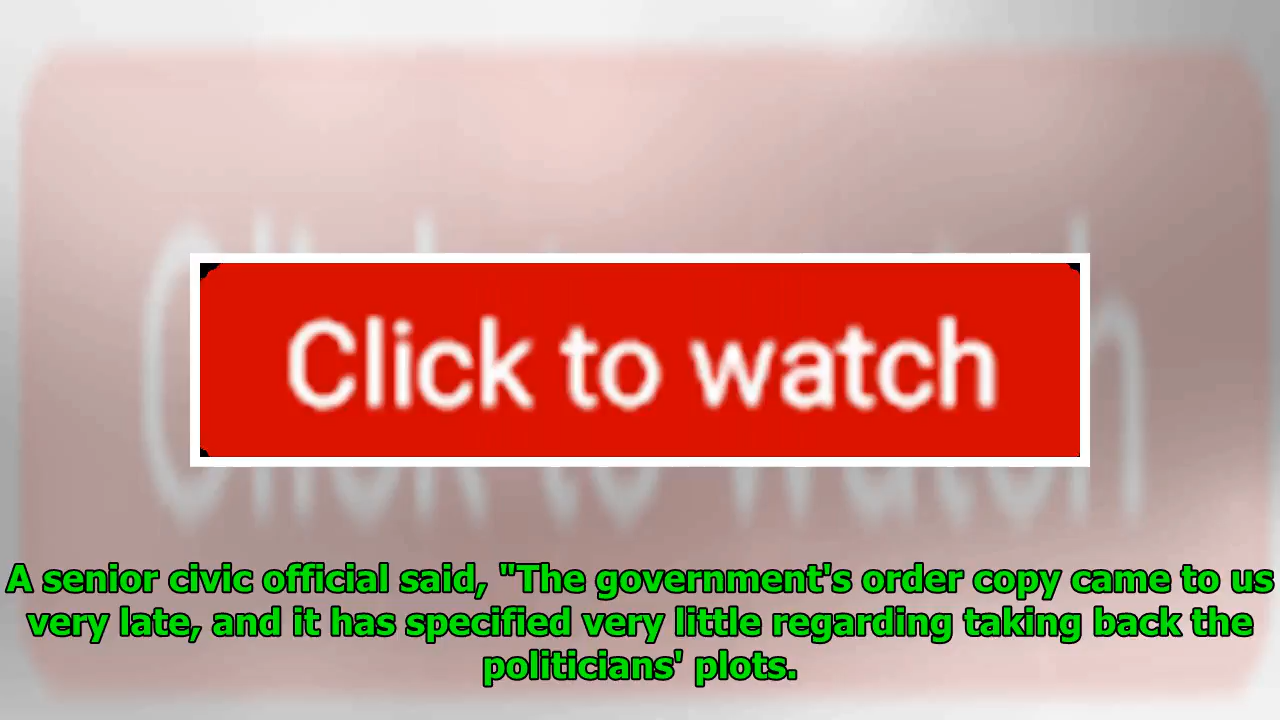 Click to watch
A senior civic official said, "The government's order copy came to us
very late, and it has specified very little regarding taking back the
politicians' plots.